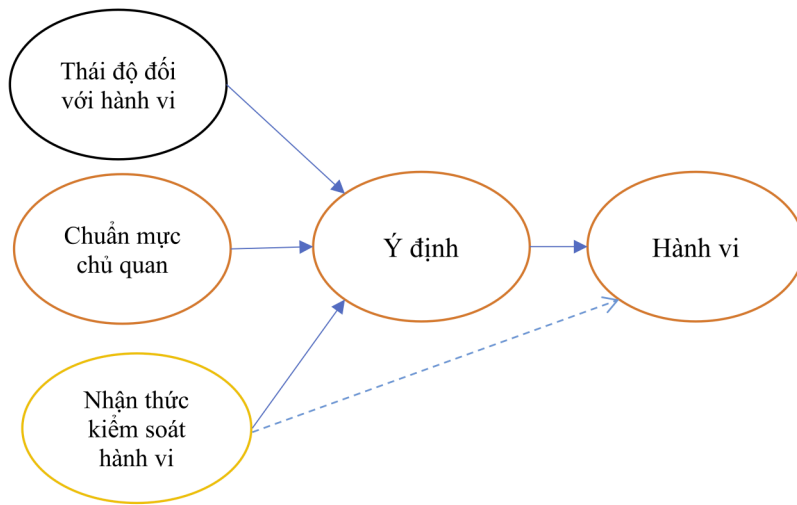 Thái độ đối
với hành vi
Chuẩn mực
chủ quan
Ý định
Hành vi
Nhận thức
kiểm soát
hành vi